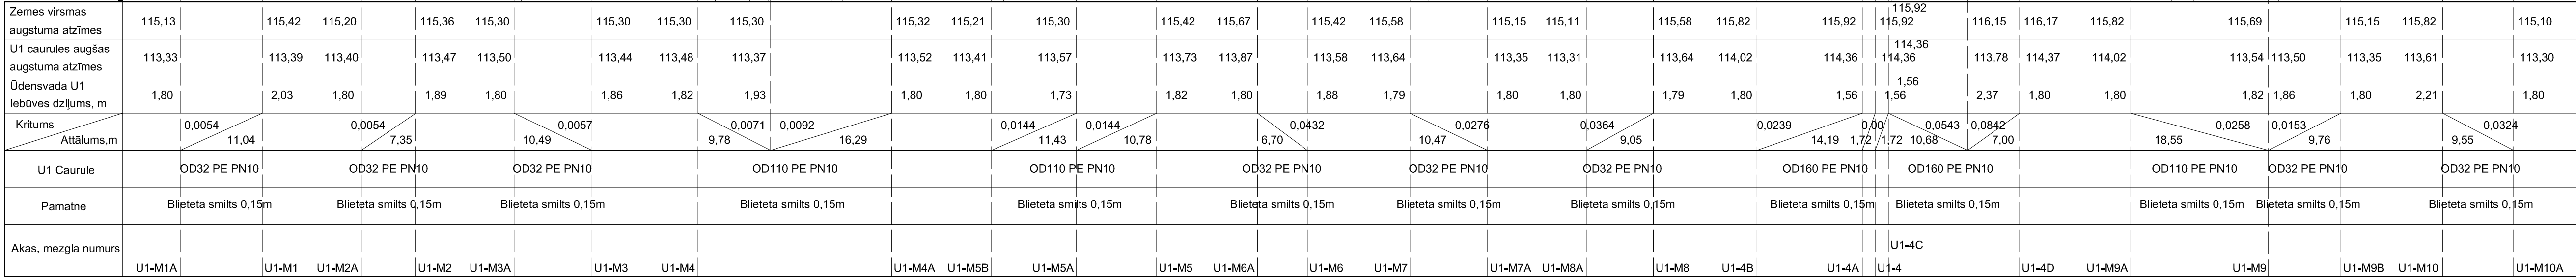 115,92
Zemes virsmas
augstuma atzīmes
115,13 115,42 115,20 115,36 115,30 115,30 115,30 115,30 115,32 115,21 115,30 115,42 115,67 115,42 115,58 115,15 115,11 115,58 115,82 115,92 115,92 116,15 116,17 115,82 115,69 115,15 115,82 115,10
114,36
U1 caurules augšas
augstuma atzīmes
113,33 113,39 113,40 113,47 113,50 113,44 113,48 113,37 113,52 113,41 113,57 113,73 113,87 113,58 113,64 113,35 113,31 113,64 114,02 114,36 114,36 113,78 114,37 114,02 113,54 113,50 113,35 113,61 113,30
1,56
Ūdensvada U1
iebūves dziļums, m
1,80 2,03 1,80 1,89 1,80 1,86 1,82 1,93 1,80 1,80 1,73 1,82 1,80 1,88 1,79 1,80 1,80 1,79 1,80 1,56 1,56 2,37 1,80 1,80 1,82 1,86 1,80 2,21 1,80
Kritums
0,0054 0,0054 0,0057 0,0071 0,0092 0,0144 0,0144 0,0432 0,0276 0,0364 0,0239 0,00 0,0543 0,0842 0,0258 0,0153 0,0324
Attālums,m
11,04 7,35 10,49 9,78 16,29 11,43 10,78 6,70 10,47 9,05 14,19 1,72 1,72 10,68 7,00 18,55 9,76 9,55
U1 Caurule
OD32 PE PN10 OD32 PE PN10 OD32 PE PN10 OD110 PE PN10 OD110 PE PN10 OD32 PE PN10 OD32 PE PN10 OD32 PE PN10 OD160 PE PN10 OD160 PE PN10 OD110 PE PN10 OD32 PE PN10 OD32 PE PN10
Pamatne
Blietēta smilts 0,15m Blietēta smilts 0,15m Blietēta smilts 0,15m Blietēta smilts 0,15m Blietēta smilts 0,15m Blietēta smilts 0,15m Blietēta smilts 0,15m Blietēta smilts 0,15m Blietēta smilts 0,15m Blietēta smilts 0,15m Blietēta smilts 0,15m Blietēta smilts 0,15m Blietēta smilts 0,15m
Akas, mezgla numurs
U1-4C
U1-M1A U1-M1 U1-M2A U1-M2 U1-M3A U1-M3 U1-M4 U1-M4A U1-M5B U1-M5A U1-M5 U1-M6A U1-M6 U1-M7 U1-M7A U1-M8A U1-M8 U1-4B U1-4A U1-4 U1-4D U1-M9A U1-M9 U1-M9B U1-M10 U1-M10A